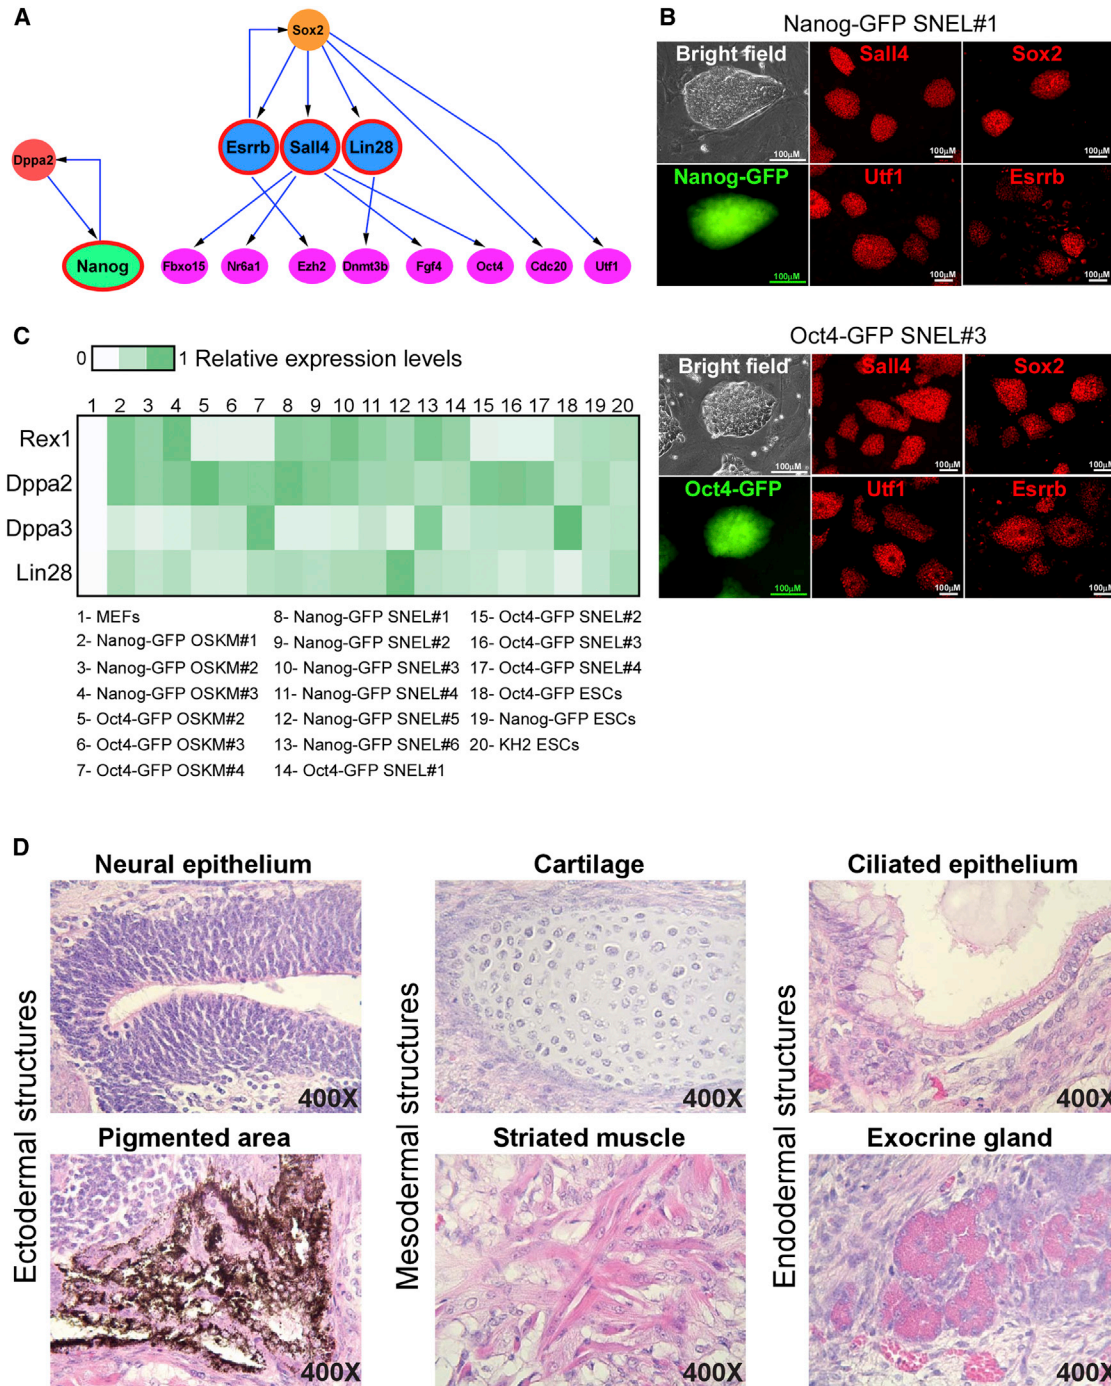 A
Sox2
Esrrb
Sall4
Lin28
Dppa2
Nanog
Fbxo15
Nr6a1
Ezh2
Dnmt3b
Fgf4
Oct4
Cdc20
Utf1
B
Nanog-GFP SNEL#1
Bright field
100µM
Sall4
100µM
Sox2
100µM
Nanog-GFP
100µM
Utf1
100µM
Esrrb
100µM
Oct4-GFP SNEL#3
Bright field
100µM
Sall4
100µM
Sox2
100µM
Oct4-GFP
100µM
Utf1
100µM
Esrrb
100µM
C
0 1 Relative expression levels
1 2 3 4 5 6 7 8 9 10 11 12 13 14 15 16 17 18 19 20
Rex1
Dppa2
Dppa3
Lin28
1- MEFs
2- Nanog-GFP OSKM#1
3- Nanog-GFP OSKM#2
4- Nanog-GFP OSKM#3
5- Oct4-GFP OSKM#2
6- Oct4-GFP OSKM#3
7- Oct4-GFP OSKM#4
8- Nanog-GFP SNEL#1
9- Nanog-GFP SNEL#2
10- Nanog-GFP SNEL#3
11- Nanog-GFP SNEL#4
12- Nanog-GFP SNEL#5
13- Nanog-GFP SNEL#6
14- Oct4-GFP SNEL#1
15- Oct4-GFP SNEL#2
16- Oct4-GFP SNEL#3
17- Oct4-GFP SNEL#4
18- Oct4-GFP ESCs
19- Nanog-GFP ESCs
20- KH2 ESCs
D
Ectodermal structures
Neural epithelium
400X
Pigmented area
400X
Mesodermal structures
Cartilage
400X
Striated muscle
400X
Endodermal structures
Ciliated epithelium
400X
Exocrine gland
400X